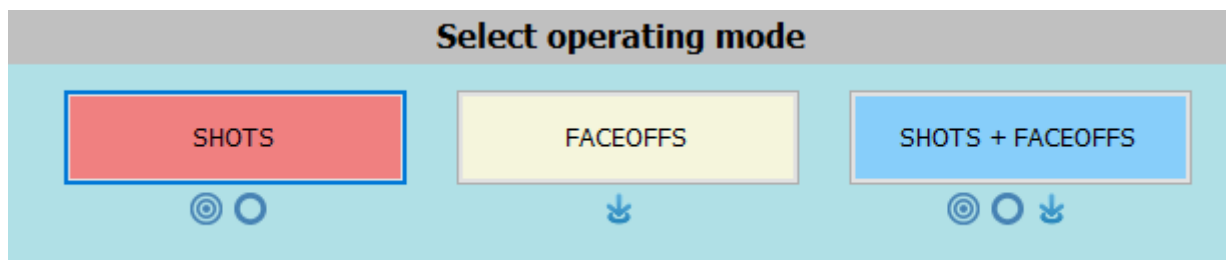 Select operating mode
SHOTS
FACEOFFS
SHOTS + FACEOFFS